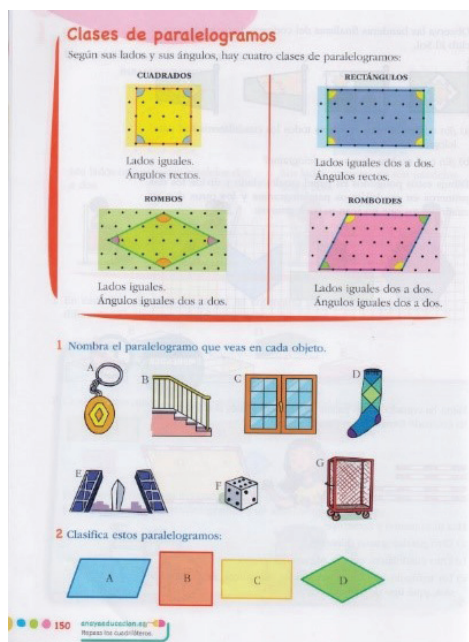 Clases de paralelogramos
Según sus lados y sus ángulos, hay cuatro clases de paralelogramos:
CUADRADOS
Lados iguales.
Ángulos rectos.
RECTÁNGULOS
Lados iguales dos a dos.
Ángulos rectos.
ROMBOS
Lados iguales.
Ángulos iguales dos a dos.
ROMBOIDES
Lados iguales dos a dos.
Ángulos iguales dos a dos.
1 Nombra el paralelogramo que veas en cada objeto.
A
B
C
D
E
F
G
2 Clasifica estos paralelogramos:
A
B
C
D
150
anayaeducacion.es
Repasa los cuadriláteros.